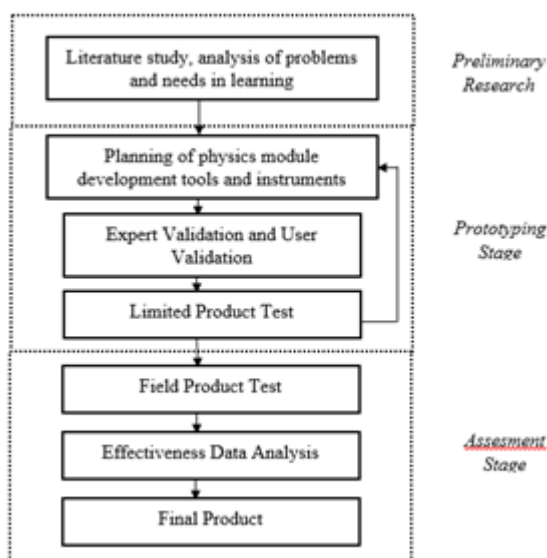 Literature study, analysis of problems
and needs in learning
Preliminary
Research
Planning of physics module
development tools and instruments
Expert Validation and User
Validation
Limited Product Test
Prototyping
Stage
Field Product Test
Effectiveness Data Analysis
Final Product
Assesment
Stage